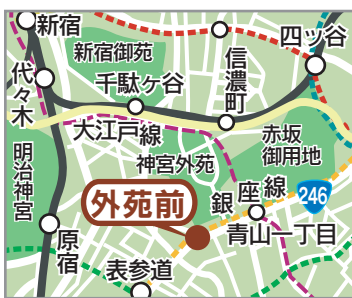 新宿
四ッ谷
新宿御苑
信濃町
代々木
千駄ヶ谷
大江戸線
赤坂
御用地
神宮外苑
明治神宮
外苑前
銀座線
246
青山一丁目
原宿
表参道